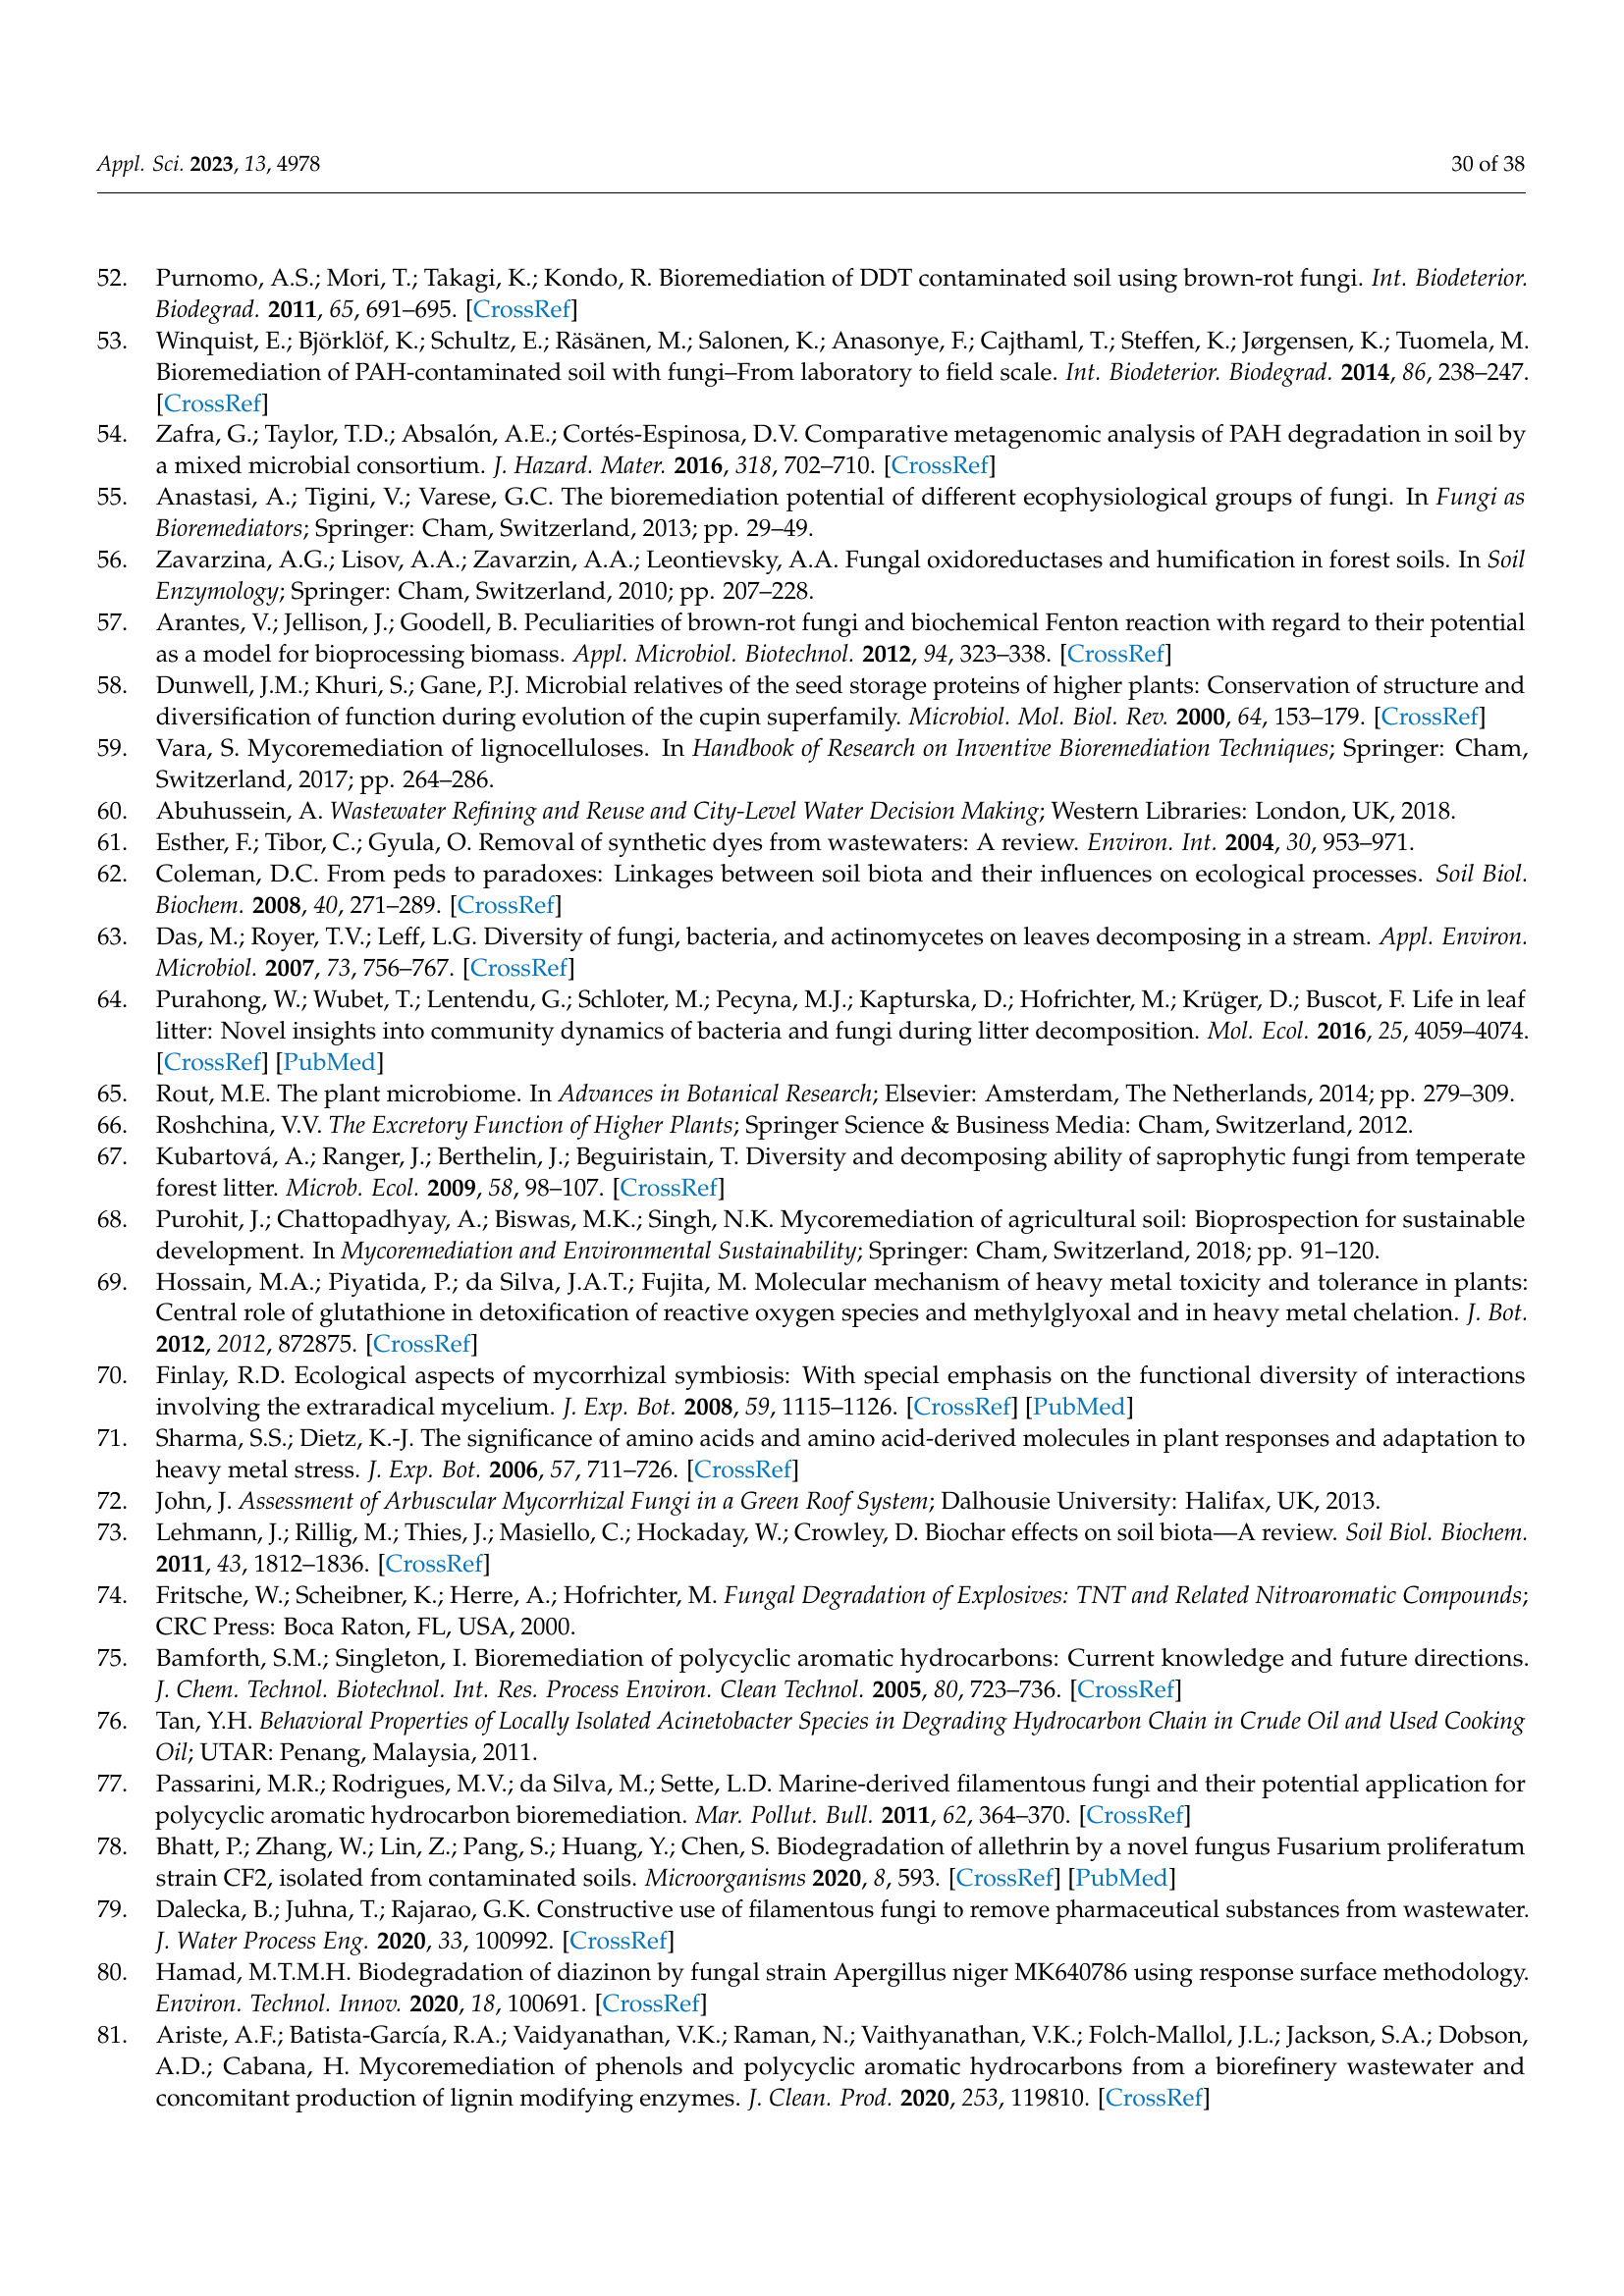 Appl. Sci. 2023, 13, 4978
30 of 38
52. Purnomo, A.S.; Mori, T.; Takagi, K.; Kondo, R. Bioremediation of DDT contaminated soil using brown-rot fungi. Int. Biodeterior.
Biodegrad. 2011, 65, 691–695. [CrossRef]
53. Winquist, E.; Björklöf, K.; Schultz, E.; Räsänen, M.; Salonen, K.; Anasonye, F.; Cajthaml, T.; Steffen, K.; Jørgensen, K.; Tuomela, M.
Bioremediation of PAH-contaminated soil with fungi–From laboratory to field scale. Int. Biodeterior. Biodegrad. 2014, 86, 238–247.
[CrossRef]
54. Zafra, G.; Taylor, T.D.; Absalón, A.E.; Cortés-Espinosa, D.V. Comparative metagenomic analysis of PAH degradation in soil by
a mixed microbial consortium. J. Hazard. Mater. 2016, 318, 702–710. [CrossRef]
55. Anastasi, A.; Tigini, V.; Varese, G.C. The bioremediation potential of different ecophysiological groups of fungi. In Fungi as
Bioremediators; Springer: Cham, Switzerland, 2013; pp. 29–49.
56. Zavarzina, A.G.; Lisov, A.A.; Zavarzin, A.A.; Leontievsky, A.A. Fungal oxidoreductases and humification in forest soils. In Soil
Enzymology; Springer: Cham, Switzerland, 2010; pp. 207–228.
57. Arantes, V.; Jellison, J.; Goodell, B. Peculiarities of brown-rot fungi and biochemical Fenton reaction with regard to their potential
as a model for bioprocessing biomass. Appl. Microbiol. Biotechnol. 2012, 94, 323–338. [CrossRef]
58. Dunwell, J.M.; Khuri, S.; Gane, P.J. Microbial relatives of the seed storage proteins of higher plants: Conservation of structure and
diversification of function during evolution of the cupin superfamily. Microbiol. Mol. Biol. Rev. 2000, 64, 153–179. [CrossRef]
59. Vara, S. Mycoremediation of lignocelluloses. In Handbook of Research on Inventive Bioremediation Techniques; Springer: Cham,
Switzerland, 2017; pp. 264–286.
60. Abuhussein, A. Wastewater Refining and Reuse and City-Level Water Decision Making; Western Libraries: London, UK, 2018.
61. Esther, F.; Tibor, C.; Gyula, O. Removal of synthetic dyes from wastewaters: A review. Environ. Int. 2004, 30, 953–971.
62. Coleman, D.C. From peds to paradoxes: Linkages between soil biota and their influences on ecological processes. Soil Biol.
Biochem. 2008, 40, 271–289. [CrossRef]
63. Das, M.; Royer, T.V.; Leff, L.G. Diversity of fungi, bacteria, and actinomycetes on leaves decomposing in a stream. Appl. Environ.
Microbiol. 2007, 73, 756–767. [CrossRef]
64. Purahong, W.; Wubet, T.; Lentendu, G.; Schloter, M.; Pecyna, M.J.; Kapturska, D.; Hofrichter, M.; Krüger, D.; Buscot, F. Life in leaf
litter: Novel insights into community dynamics of bacteria and fungi during litter decomposition. Mol. Ecol. 2016, 25, 4059–4074.
[CrossRef] [PubMed]
65. Rout, M.E. The plant microbiome. In Advances in Botanical Research; Elsevier: Amsterdam, The Netherlands, 2014; pp. 279–309.
66. Roshchina, V.V. The Excretory Function of Higher Plants; Springer Science & Business Media: Cham, Switzerland, 2012.
67. Kubartová, A.; Ranger, J.; Berthelin, J.; Beguiristain, T. Diversity and decomposing ability of saprophytic fungi from temperate
forest litter. Microb. Ecol. 2009, 58, 98–107. [CrossRef]
68. Purohit, J.; Chattopadhyay, A.; Biswas, M.K.; Singh, N.K. Mycoremediation of agricultural soil: Bioprospection for sustainable
development. In Mycoremediation and Environmental Sustainability; Springer: Cham, Switzerland, 2018; pp. 91–120.
69. Hossain, M.A.; Piyatida, P.; da Silva, J.A.T.; Fujita, M. Molecular mechanism of heavy metal toxicity and tolerance in plants:
Central role of glutathione in detoxification of reactive oxygen species and methylglyoxal and in heavy metal chelation. J. Bot.
2012, 2012, 872875. [CrossRef]
70. Finlay, R.D. Ecological aspects of mycorrhizal symbiosis: With special emphasis on the functional diversity of interactions
involving the extraradical mycelium. J. Exp. Bot. 2008, 59, 1115–1126. [CrossRef] [PubMed]
71. Sharma, S.S.; Dietz, K.-J. The significance of amino acids and amino acid-derived molecules in plant responses and adaptation to
heavy metal stress. J. Exp. Bot. 2006, 57, 711–726. [CrossRef]
72. John, J. Assessment of Arbuscular Mycorrhizal Fungi in a Green Roof System; Dalhousie University: Halifax, UK, 2013.
73. Lehmann, J.; Rillig, M.; Thies, J.; Masiello, C.; Hockaday, W.; Crowley, D. Biochar effects on soil biota—A review. Soil Biol. Biochem.
2011, 43, 1812–1836. [CrossRef]
74. Fritsche, W.; Scheibner, K.; Herre, A.; Hofrichter, M. Fungal Degradation of Explosives: TNT and Related Nitroaromatic Compounds;
CRC Press: Boca Raton, FL, USA, 2000.
75. Bamforth, S.M.; Singleton, I. Bioremediation of polycyclic aromatic hydrocarbons: Current knowledge and future directions.
J. Chem. Technol. Biotechnol. Int. Res. Process Environ. Clean Technol. 2005, 80, 723–736. [CrossRef]
76. Tan, Y.H. Behavioral Properties of Locally Isolated Acinetobacter Species in Degrading Hydrocarbon Chain in Crude Oil and Used Cooking
Oil; UTAR: Penang, Malaysia, 2011.
77. Passarini, M.R.; Rodrigues, M.V.; da Silva, M.; Sette, L.D. Marine-derived filamentous fungi and their potential application for
polycyclic aromatic hydrocarbon bioremediation. Mar. Pollut. Bull. 2011, 62, 364–370. [CrossRef]
78. Bhatt, P.; Zhang, W.; Lin, Z.; Pang, S.; Huang, Y.; Chen, S. Biodegradation of allethrin by a novel fungus Fusarium proliferatum
strain CF2, isolated from contaminated soils. Microorganisms 2020, 8, 593. [CrossRef] [PubMed]
79. Dalecka, B.; Juhna, T.; Rajarao, G.K. Constructive use of filamentous fungi to remove pharmaceutical substances from wastewater.
J. Water Process Eng. 2020, 33, 100992. [CrossRef]
80. Hamad, M.T.M.H. Biodegradation of diazinon by fungal strain Apergillus niger MK640786 using response surface methodology.
Environ. Technol. Innov. 2020, 18, 100691. [CrossRef]
81. Ariste, A.F.; Batista-García, R.A.; Vaidyanathan, V.K.; Raman, N.; Vaithyanathan, V.K.; Folch-Mallol, J.L.; Jackson, S.A.; Dobson,
A.D.; Cabana, H. Mycoremediation of phenols and polycyclic aromatic hydrocarbons from a biorefinery wastewater and
concomitant production of lignin modifying enzymes. J. Clean. Prod. 2020, 253, 119810. [CrossRef]